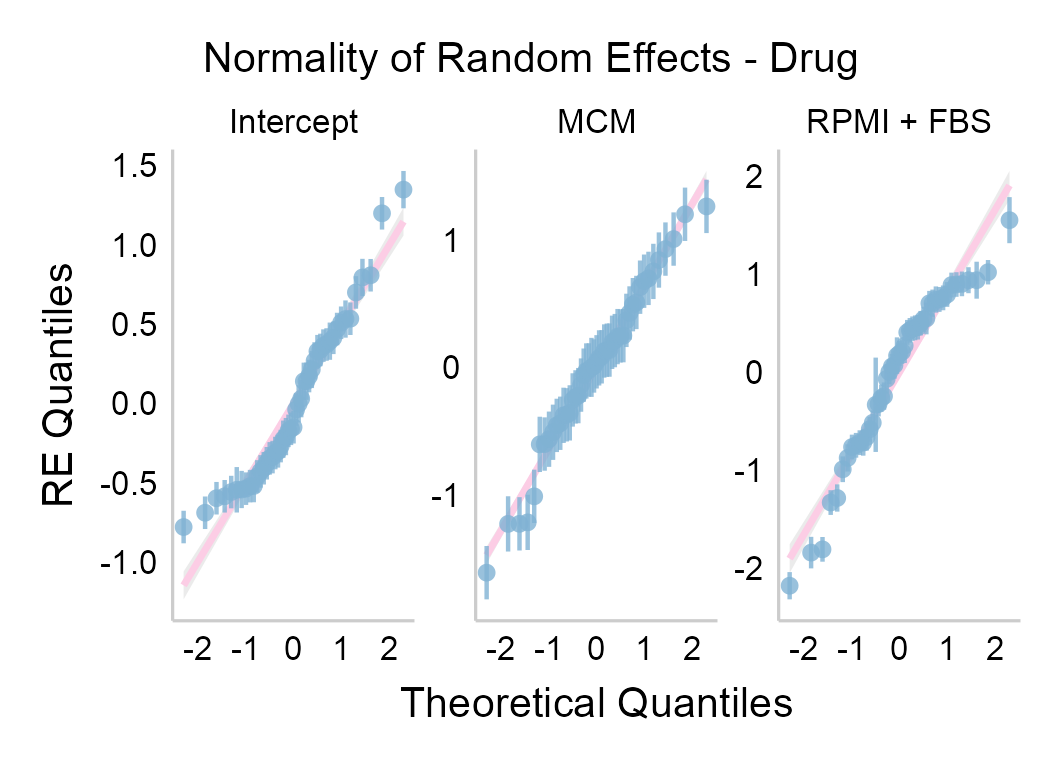 Normality of Random Effects - Drug
Intercept MCM RPMI + FBS
RE Quantiles
1.5
1.0
0.5
0.0
-0.5
-1.0
1
0
-1
2
1
0
-1
-2
-2 -1 0 1 2 -2 -1 0 1 2 -2 -1 0 1 2
Theoretical Quantiles